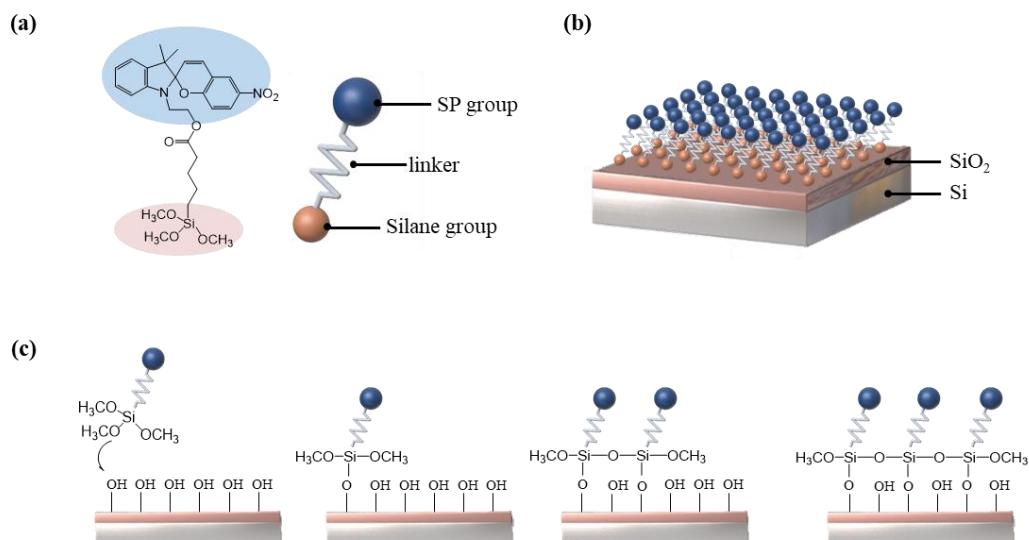 (a)
NO₂
N
O
O
O
H₃CO
Si
H₃CO
OCH₃
SP group
linker
Silane group
(b)
SiO₂
Si
(c)
H₃CO
Si
H₃CO
OCH₃
OH OH OH OH OH OH
H₃CO—Si—OCH₃
O OH OH OH OH OH
H₃CO—Si—O—Si—OCH₃
O OH O OH OH OH
H₃CO—Si—O—Si—O—Si—OCH₃
O OH O OH O OH